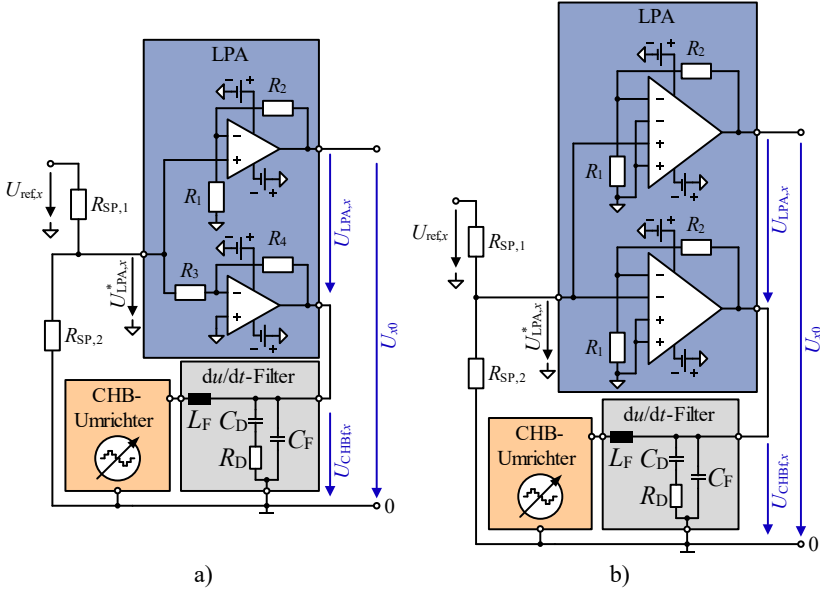 LPA
− +
R2
−
+
R1
− +
Uref,x
RSP,1
ULPA,x
− +
R4
R3
−
+
− +
U*LPA,x
RSP,2
Ux0
du/dt-Filter
CHB-
Umrichter
LF
CD
CF
RD
UCHBf,x
0
a)
LPA
− +
R2
−
+
−
+
R1
− +
Uref,x
RSP,1
ULPA,x
− +
R2
−
−
+
+
R1
− +
U*LPA,x
RSP,2
Ux0
du/dt-Filter
CHB-
Umrichter
LF
CD
CF
RD
UCHBf,x
0
b)